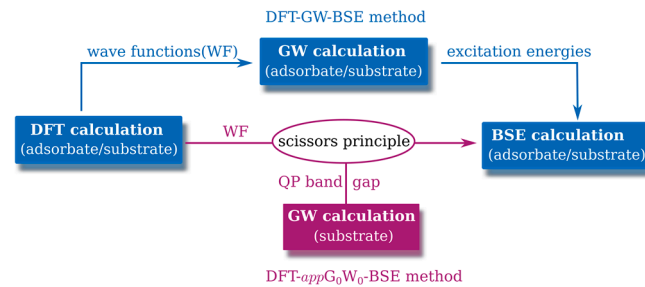 DFT-GW-BSE method
wave functions(WF)
GW calculation
(adsorbate/substrate)
excitation energies
DFT calculation
(adsorbate/substrate)
WF
scissors principle
BSE calculation
(adsorbate/substrate)
QP band gap
GW calculation
(substrate)
DFT-appG₀W₀-BSE method